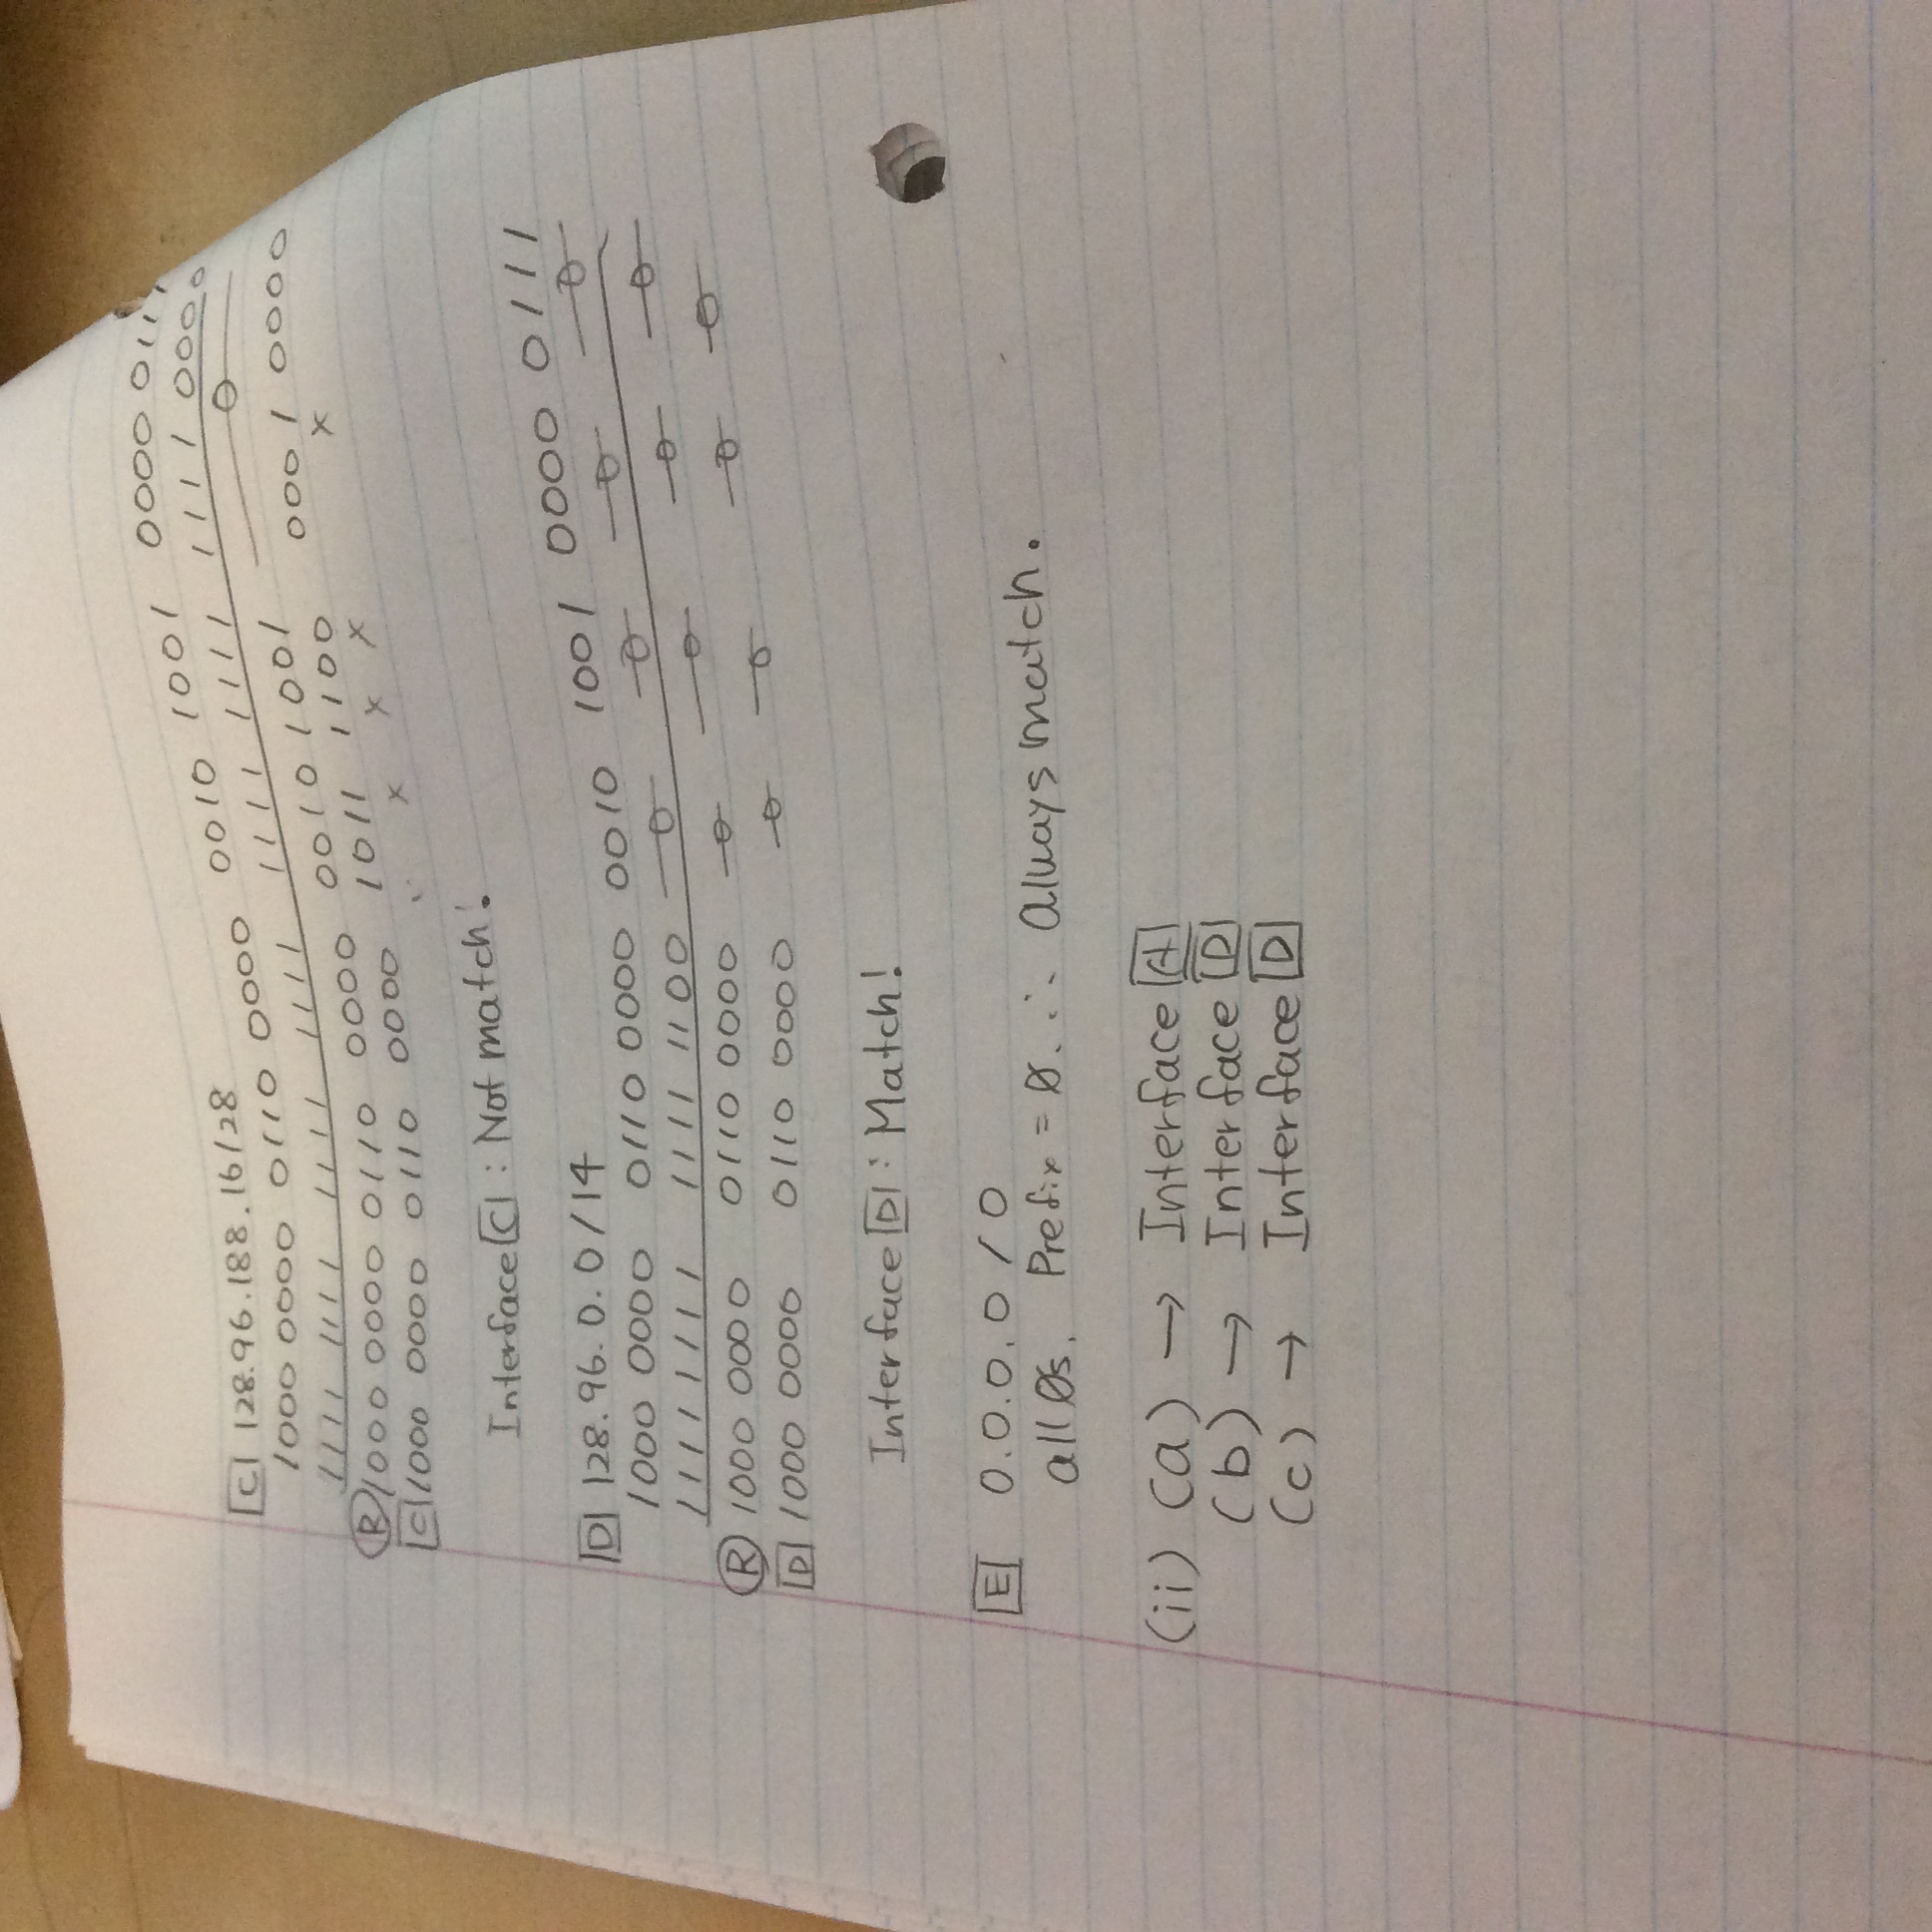 [C] 128.96.188.16/28
1000 0000 0110 0000 0010 1001 0000 0111
1111 1111 1111 1111 1111 1111 1111 0000
(R) 1000 0000 0110 0000 0010 1001 0
[C] 1000 0000 0110 0000 1011 1100 0001 0000
x x x x
Interface [C] : Not match!
[D] 128.96.0.0/14
1000 0000 0110 0000 0010 1001 0000 0111
1111 1111 1111 1100 0 0 0 0
(R) 1000 0000 0110 0000 0 0 0 0
[D] 1000 0000 0110 0000 0 0 0 0
Interface [D] : Match!
[E] 0.0.0.0/0
all Øs. Prefix = Ø. ∴ Always match.
(ii) (a) → Interface [A]
(b) → Interface [D]
(c) → Interface [D]